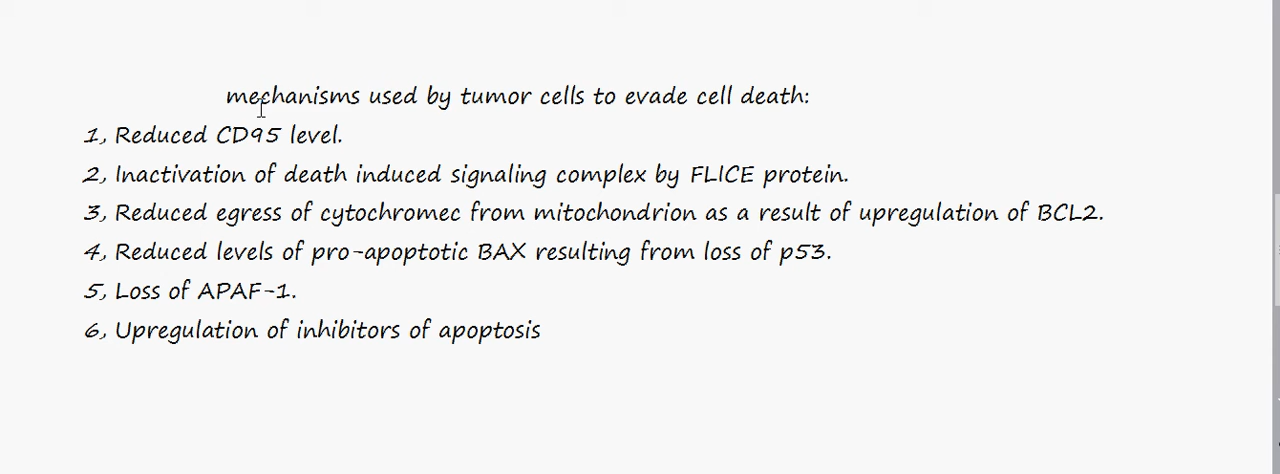 mechanisms used by tumor cells to evade cell death:
1, Reduced CD95 level.
2, Inactivation of death induced signaling complex by FLICE protein.
3, Reduced egress of cytochromec from mitochondrion as a result of upregulation of BCL2.
4, Reduced levels of pro-apoptotic BAX resulting from loss of p53.
5, Loss of APAF-1.
6, Upregulation of inhibitors of apoptosis